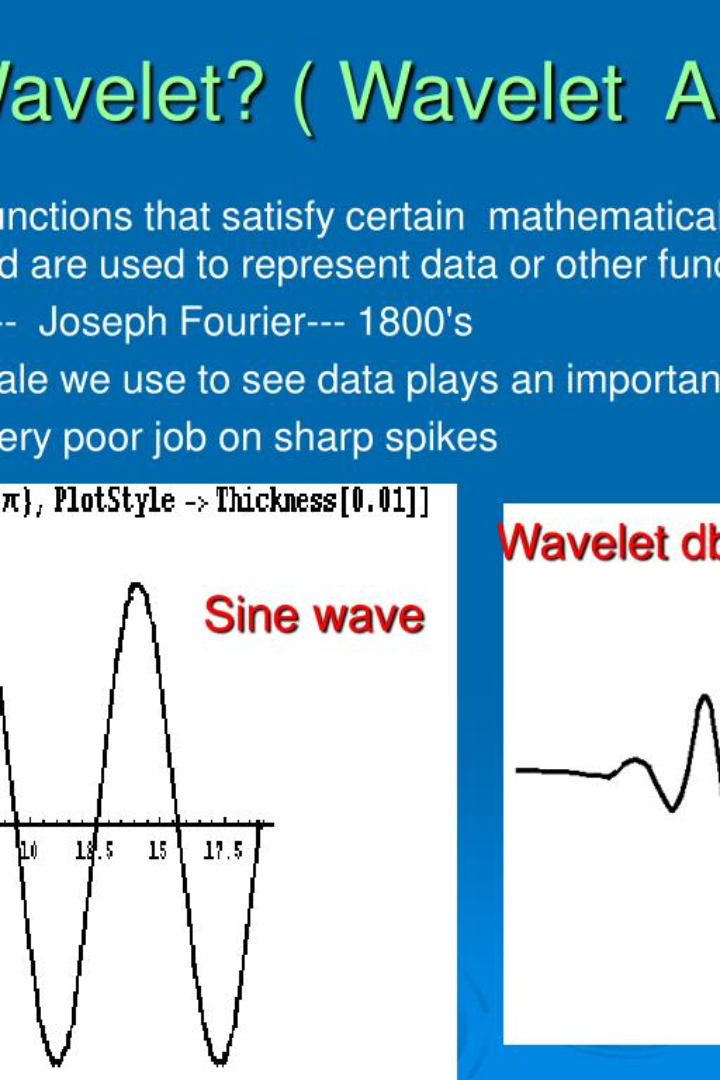 Wavelet? ( Wavelet A
unctions that satisfy certain mathematical
d are used to represent data or other func
-- Joseph Fourier--- 1800's
ale we use to see data plays an importan
ery poor job on sharp spikes
π}, PlotStyle -> Thickness[0.01]]
Wavelet db
Sine wave
10 12.5 15 17.5